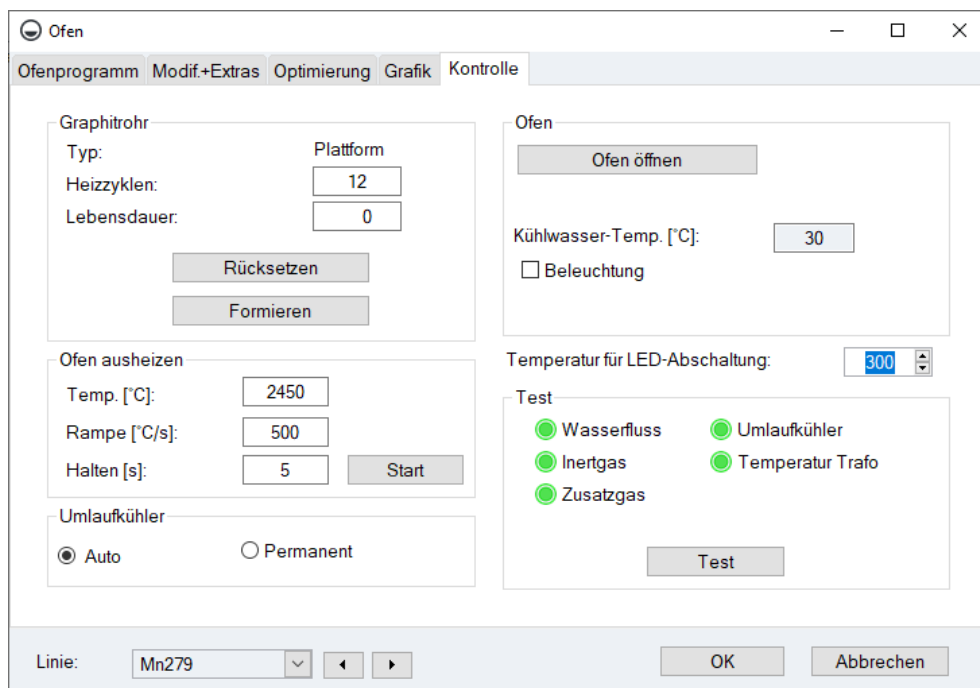 Ofen
Ofenprogramm Modif.+Extras Optimierung Grafik Kontrolle
Graphitrohr
Typ: Plattform
Heizzyklen: 12
Lebensdauer: 0
Rücksetzen
Formieren
Ofen
Ofen öffnen
Kühlwasser-Temp. [°C]: 30
Beleuchtung
Ofen ausheizen
Temp. [°C]: 2450
Rampe [°C/s]: 500
Halten [s]: 5 Start
Temperatur für LED-Abschaltung: 300
Test
Wasserfluss Umlaufkühler
Inertgas Temperatur Trafo
Zusatzgas
Test
Umlaufkühler
Auto Permanent
Linie: Mn279 OK Abbrechen